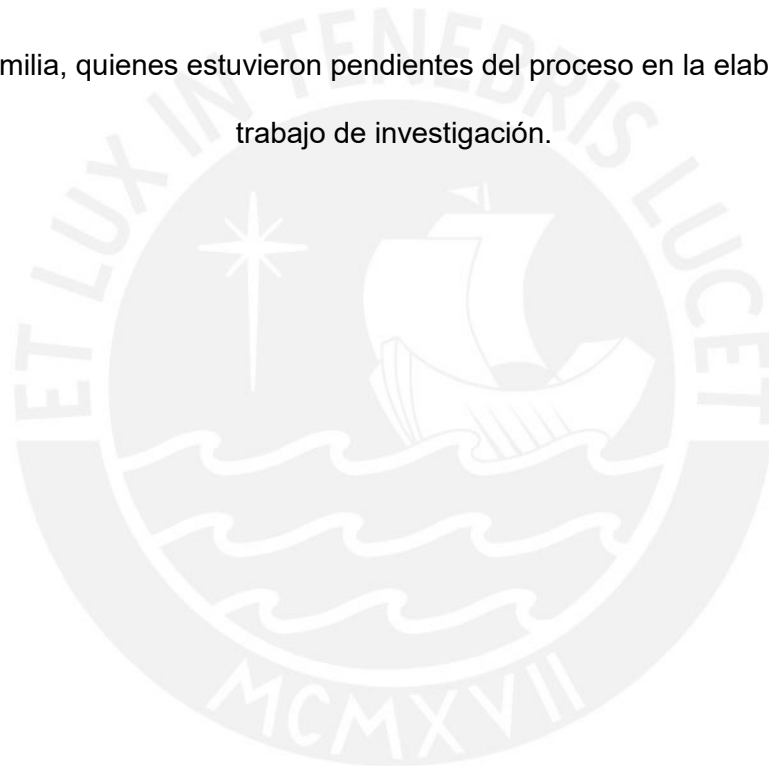 milia, quienes estuvieron pendientes del proceso en la elab
trabajo de investigación.
ET LUX IN TENEBRIS LUCET
MCMXVII